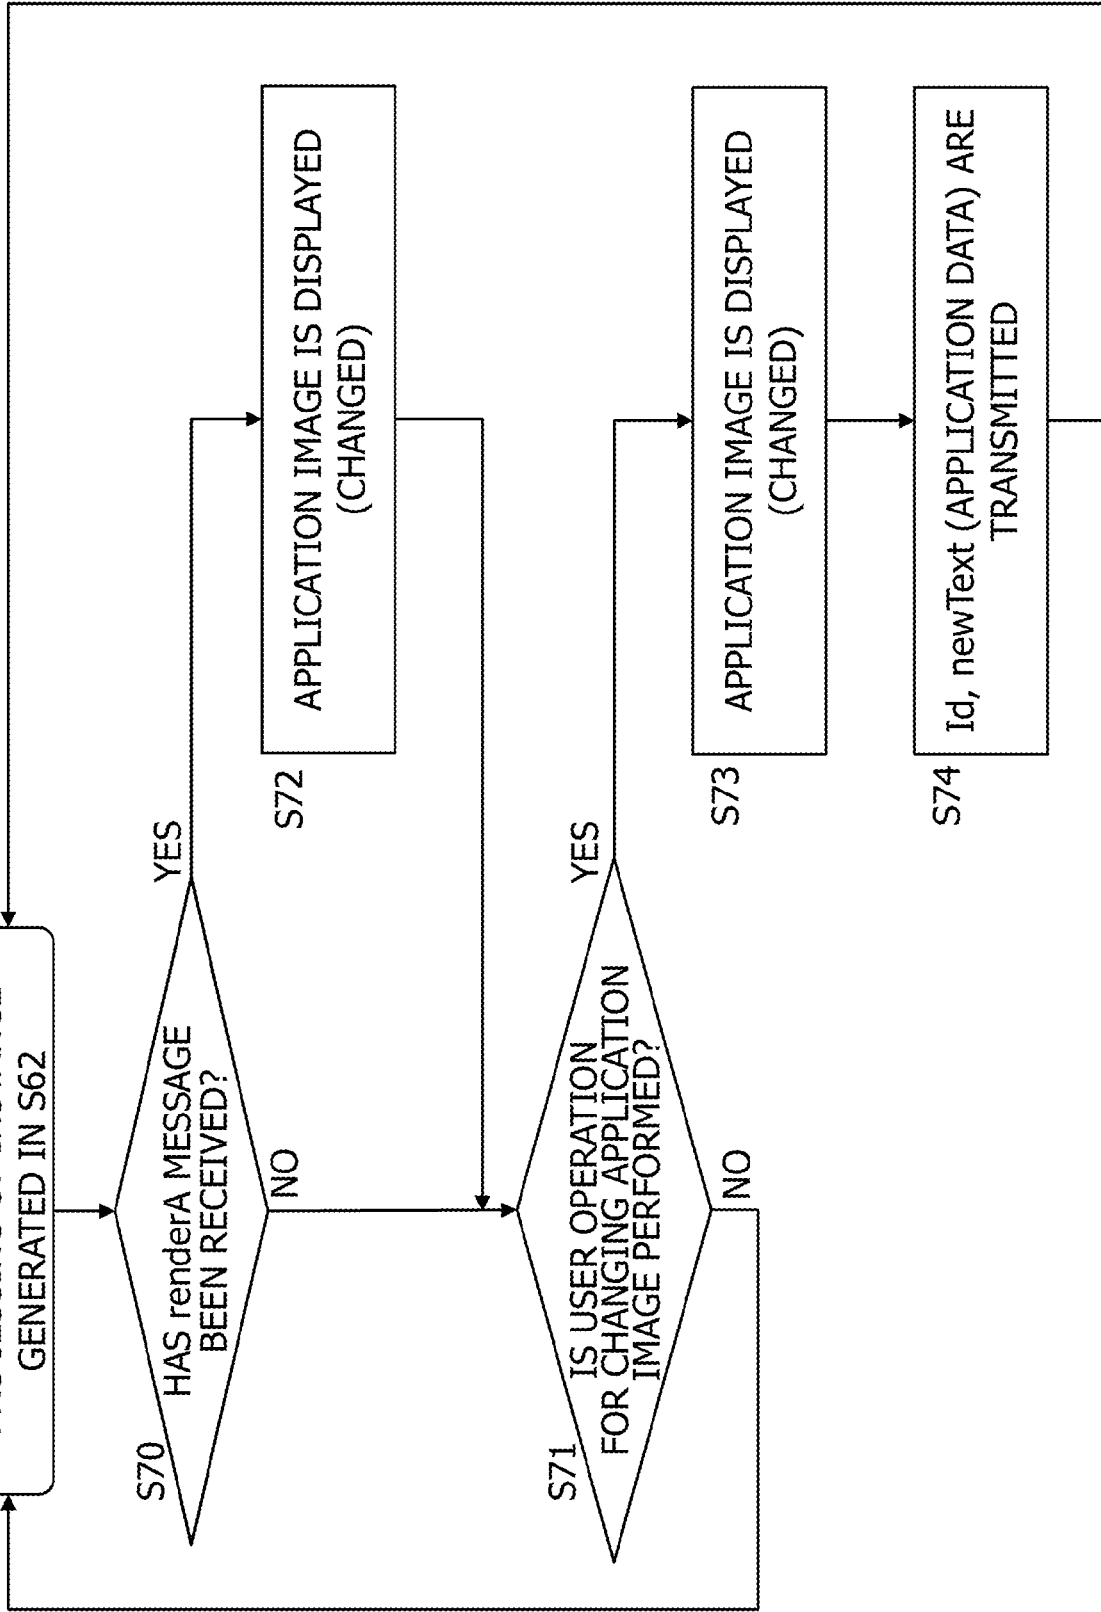 GENERATED IN S62
S70
HAS renderA MESSAGE
BEEN RECEIVED?
YES
NO
S72
APPLICATION IMAGE IS DISPLAYED
(CHANGED)
S71
IS USER OPERATION
FOR CHANGING APPLICATION
IMAGE PERFORMED?
YES
NO
S73
APPLICATION IMAGE IS DISPLAYED
(CHANGED)
S74
Id, newText (APPLICATION DATA) ARE
TRANSMITTED